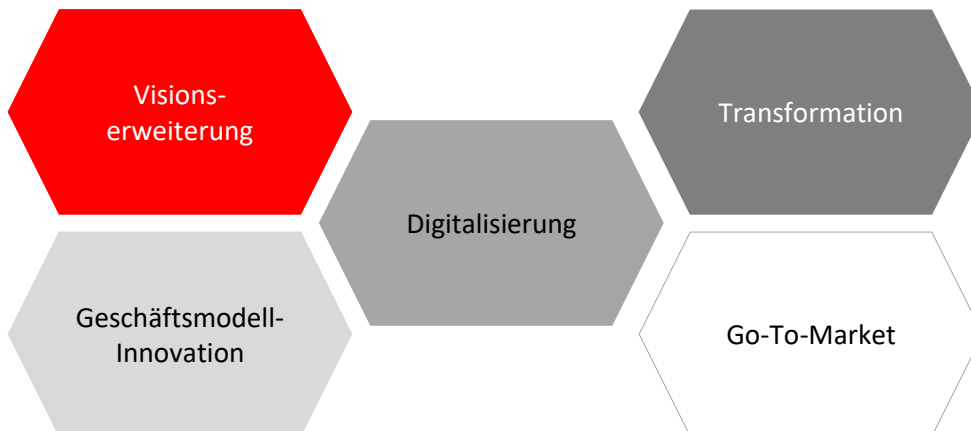 Visions-
erweiterung
Transformation
Digitalisierung
Geschäftsmodell-
Innovation
Go-To-Market